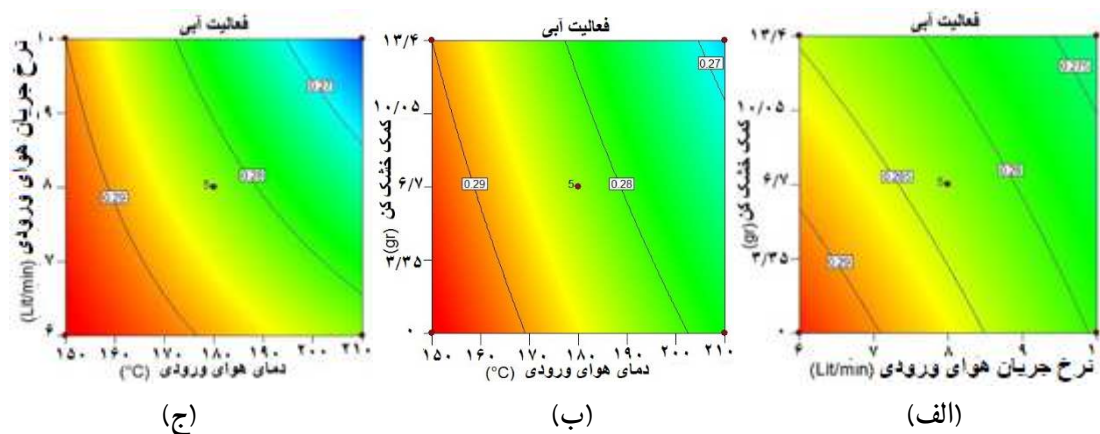 فعالیت آبی
۱۳/۴
۱۰/۰۵
۶/۷
۳/۳۵
۰
کمک خشک کن (gr)
0.275
0.28
0.285
0.29
5
۶ ۷ ۸ ۹ ۱
نرخ جریان هوای ورودی (Lit/min)
(الف)
فعالیت آبی
۱۳/۴
۱۰/۰۵
۶/۷
۳/۳۵
۰
کمک خشک کن (gr)
0.27
0.28
0.29
5
۱۵۰ ۱۶۰ ۱۷۰ ۱۸۰ ۱۹۰ ۲۰۰ ۲۱۰
دمای هوای ورودی (°C)
(ب)
فعالیت آبی
۱۰
۹
۸
۷
۶
نرخ جریان هوای ورودی (Lit/min)
0.27
0.28
0.29
5
۱۵۰ ۱۶۰ ۱۷۰ ۱۸۰ ۱۹۰ ۲۰۰ ۲۱۰
دمای هوای ورودی (°C)
(ج)